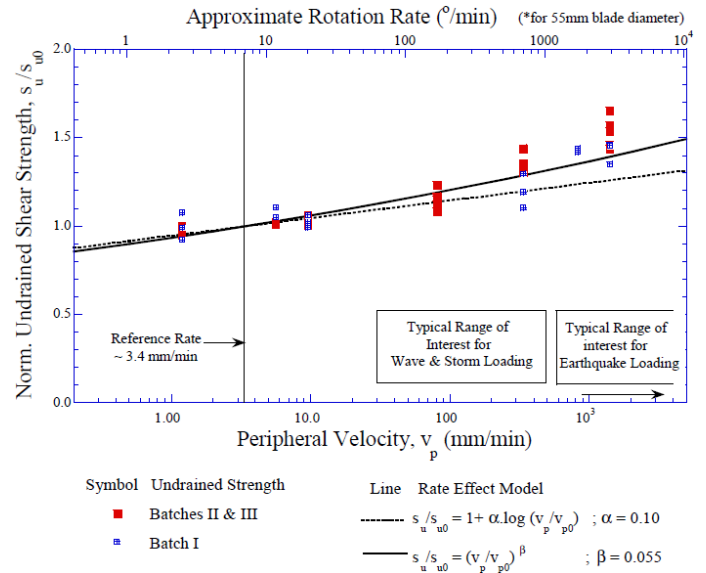 Approximate Rotation Rate (°/min) (*for 55mm blade diameter)
1 10 100 1000 10⁴
2.0
1.5
1.0
0.5
0.0
Norm. Undrained Shear Strength, s_u/s_u0
Reference Rate
~ 3.4 mm/min
Typical Range of
Interest for
Wave & Storm Loading
Typical Range of
interest for
Earthquake Loading
1.00 10.0 100 10³
Peripheral Velocity, v_p (mm/min)
Symbol Undrained Strength
Batches II & III
Batch I
Line Rate Effect Model
s_u/s_u0 = 1+ α.log (v_p/v_p0) ; α = 0.10
s_u/s_u0 = (v_p/v_p0)^β ; β = 0.055